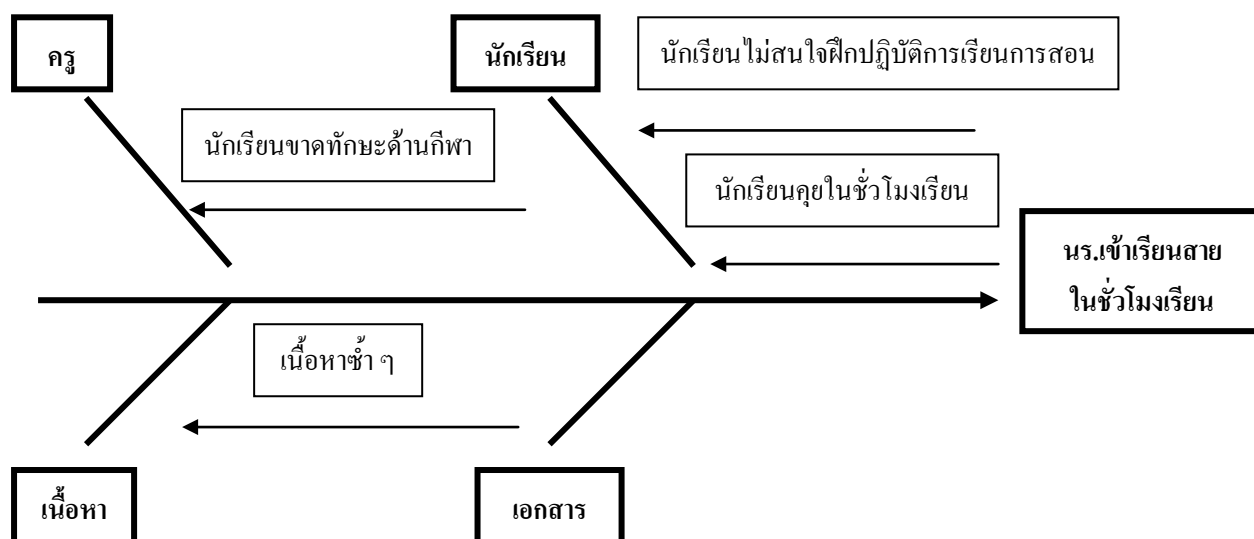 ครู
นักเรียน
นักเรียนไม่สนใจฝึกปฏิบัติการเรียนการสอน
นักเรียนขาดทักษะด้านกีฬา
นักเรียนคุยในชั่วโมงเรียน
นร.เข้าเรียนสาย
ในชั่วโมงเรียน
เนื้อหาซ้ำ ๆ
เนื้อหา
เอกสาร